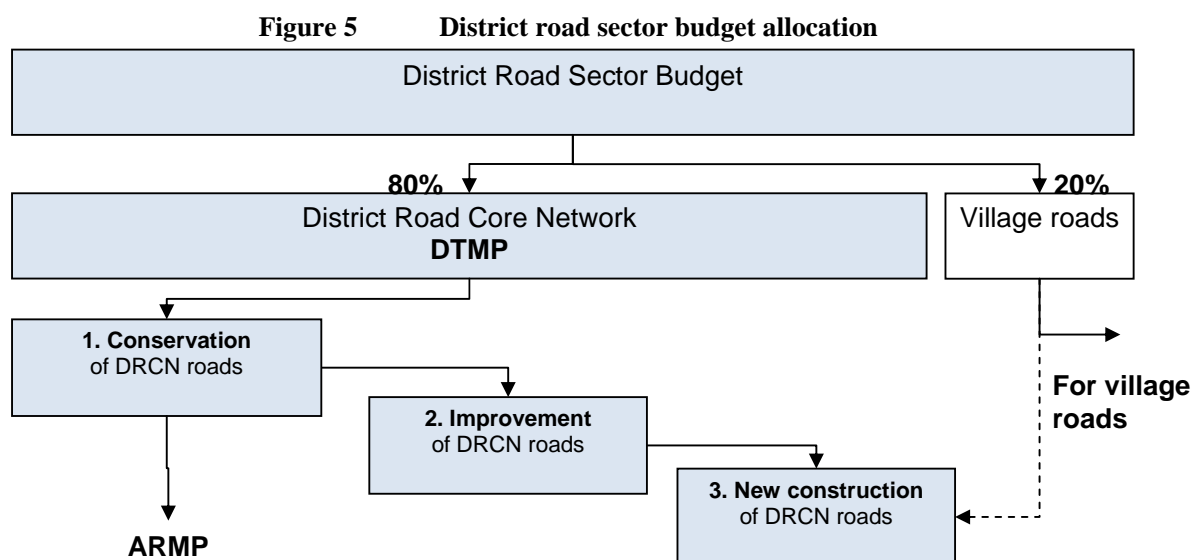 Figure 5 District road sector budget allocation
District Road Sector Budget
80%
20%
District Road Core Network
DTMP
Village roads
1. Conservation
of DRCN roads
2. Improvement
of DRCN roads
For village
roads
3. New construction
of DRCN roads
ARMP